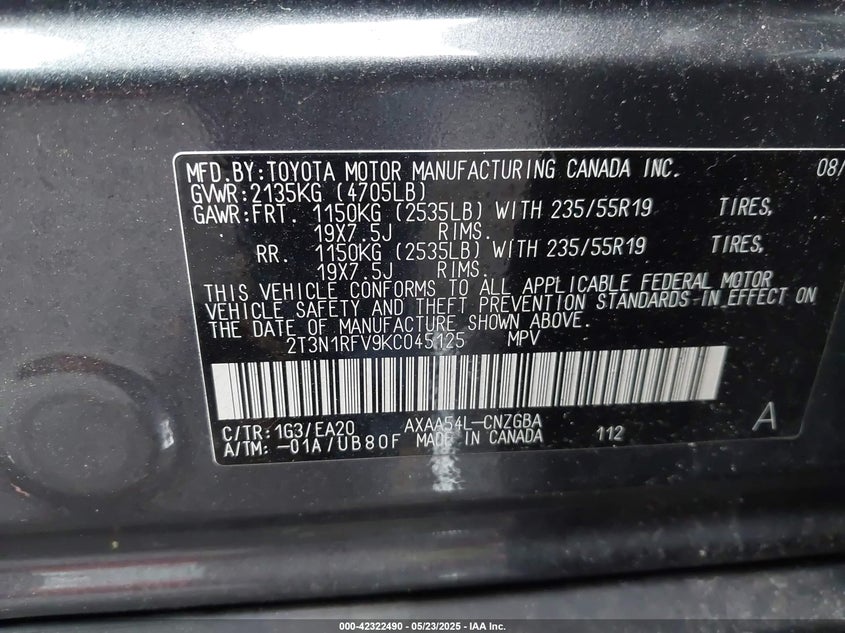 MFD.BY:TOYOTA MOTOR MANUFACTURING CANADA INC. 08/
GVWR:2135KG (4705LB)
GAWR:FRT. 1150KG (2535LB) WITH 235/55R19 TIRES,
19X7.5J RIMS.
RR. 1150KG (2535LB) WITH 235/55R19 TIRES,
19X7.5J RIMS.
THIS VEHICLE CONFORMS TO ALL APPLICABLE FEDERAL MOTOR
VEHICLE SAFETY AND THEFT PREVENTION STANDARDS IN EFFECT ON
THE DATE OF MANUFACTURE SHOWN ABOVE.
2T3N1RFV9KC045125 MPV
C/TR:1G3/EA20 AXAA54L-CNZGBA A
A/TM:-01A/UB80F MADE IN CANADA 112
000-42322490 - 05/23/2025 - IAA Inc.